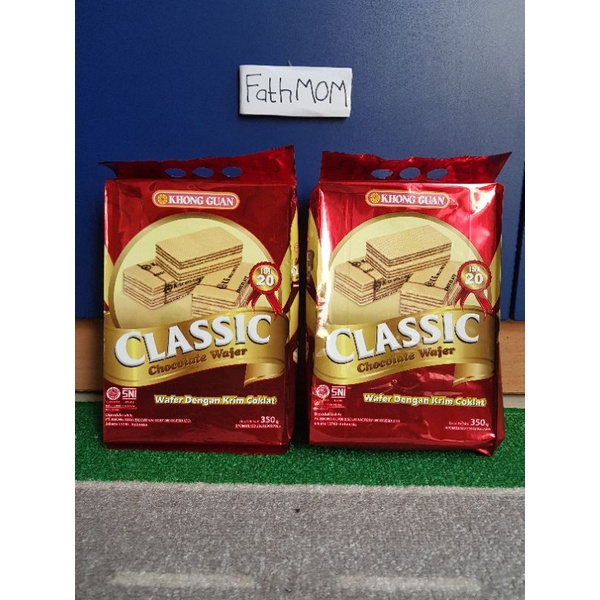 FathMOM
KHONG GUAN
ISI
20
CLASSIC
Chocolate Wafer
SNI
Wafer Dengan Krim Coklat
350g
KHONG GUAN
ISI
20
CLASSIC
Chocolate Wafer
SNI
Wafer Dengan Krim Coklat
350g